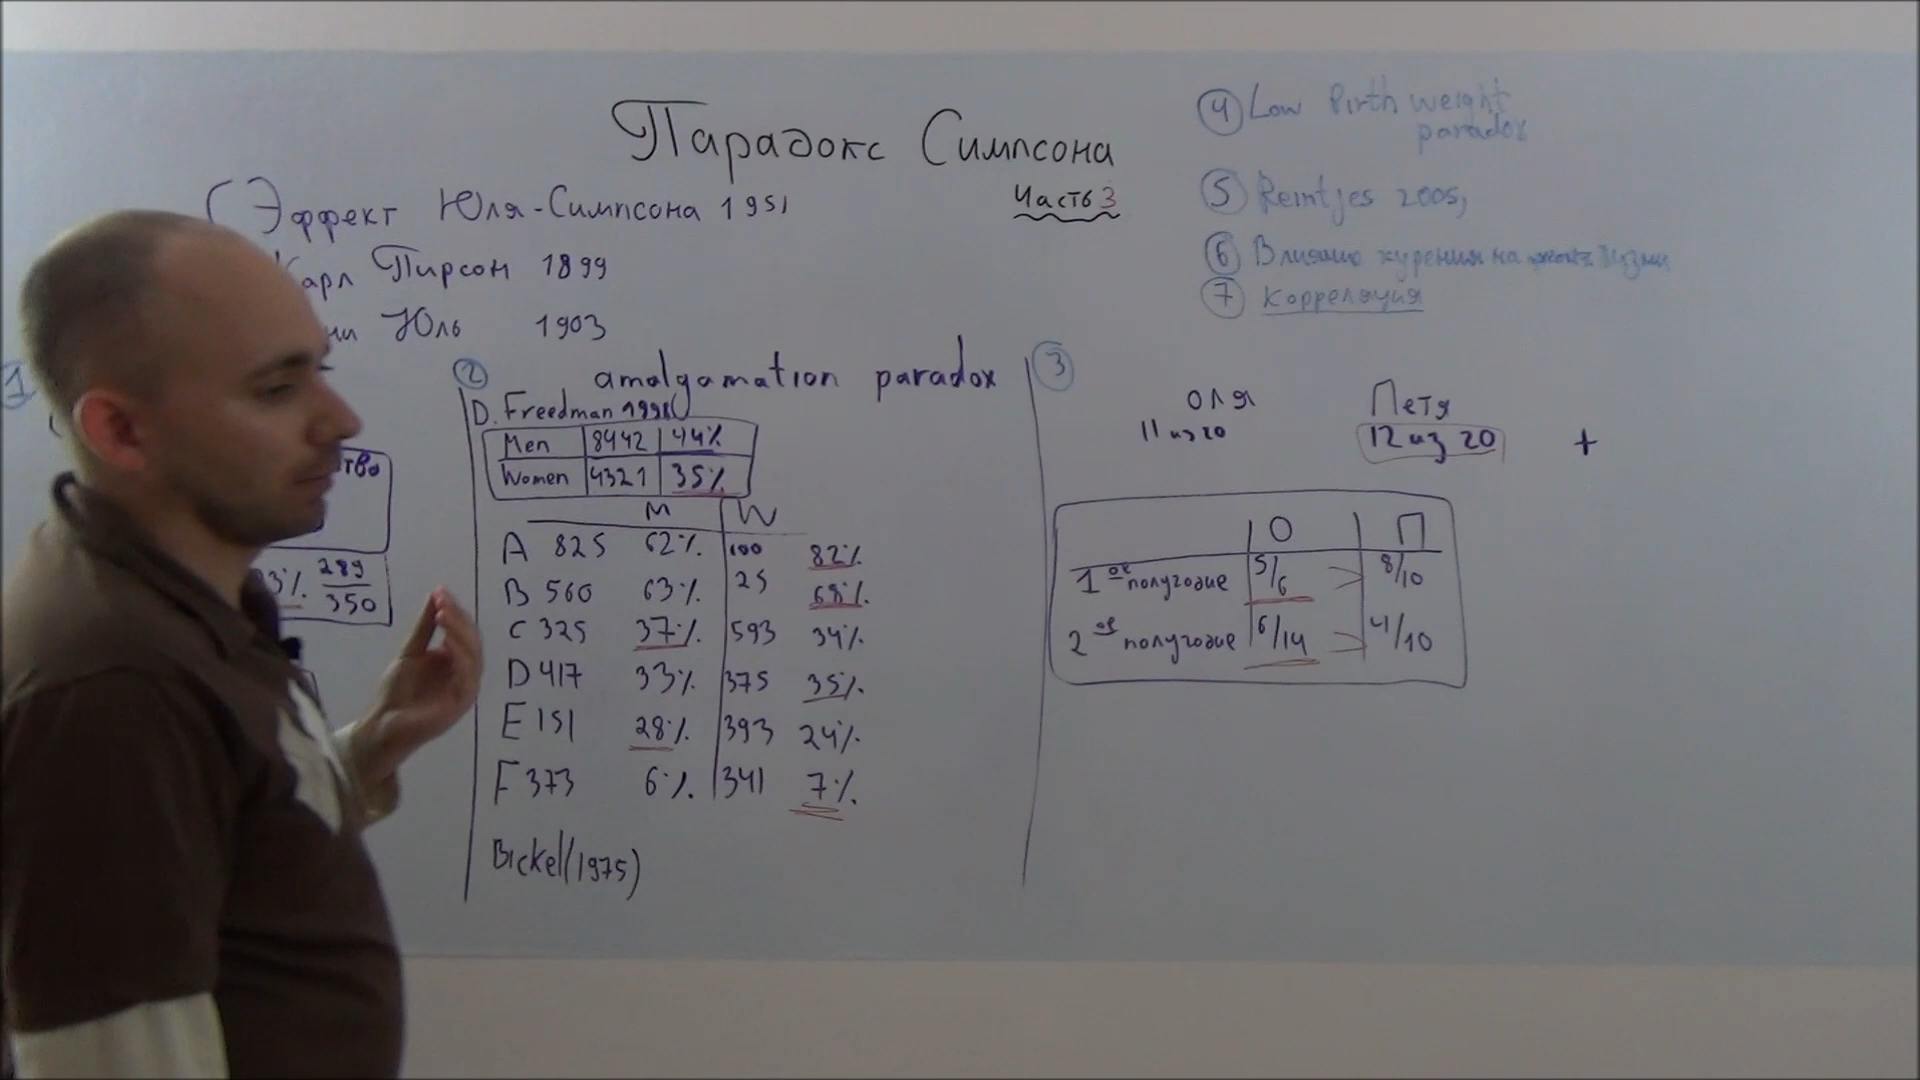 Парадокс Симпсона
Часть 3
Эффект Юля-Симпсона 1951
Карл Пирсон 1899
Юль 1903
4 Low Birth weight
paradox
5 Reintjes 2005,
6 Влияние курения на
7 Корреляция
1
350
289
2 amalgamation paradox
D. Freedman
Men 8442 44%
Women 4321 35%
M W
A 825 62% 100 82%
B 560 63% 25 68%
C 325 37% 593 34%
D 417 33% 375 35%
E 151 28% 393 24%
F 373 6% 341 7%
Bickel (1975)
3
Оля Петя
11 из 20 12 из 20 +
О П
1ое полугодие 5/6 > 8/10
2ое полугодие 6/14 > 4/10